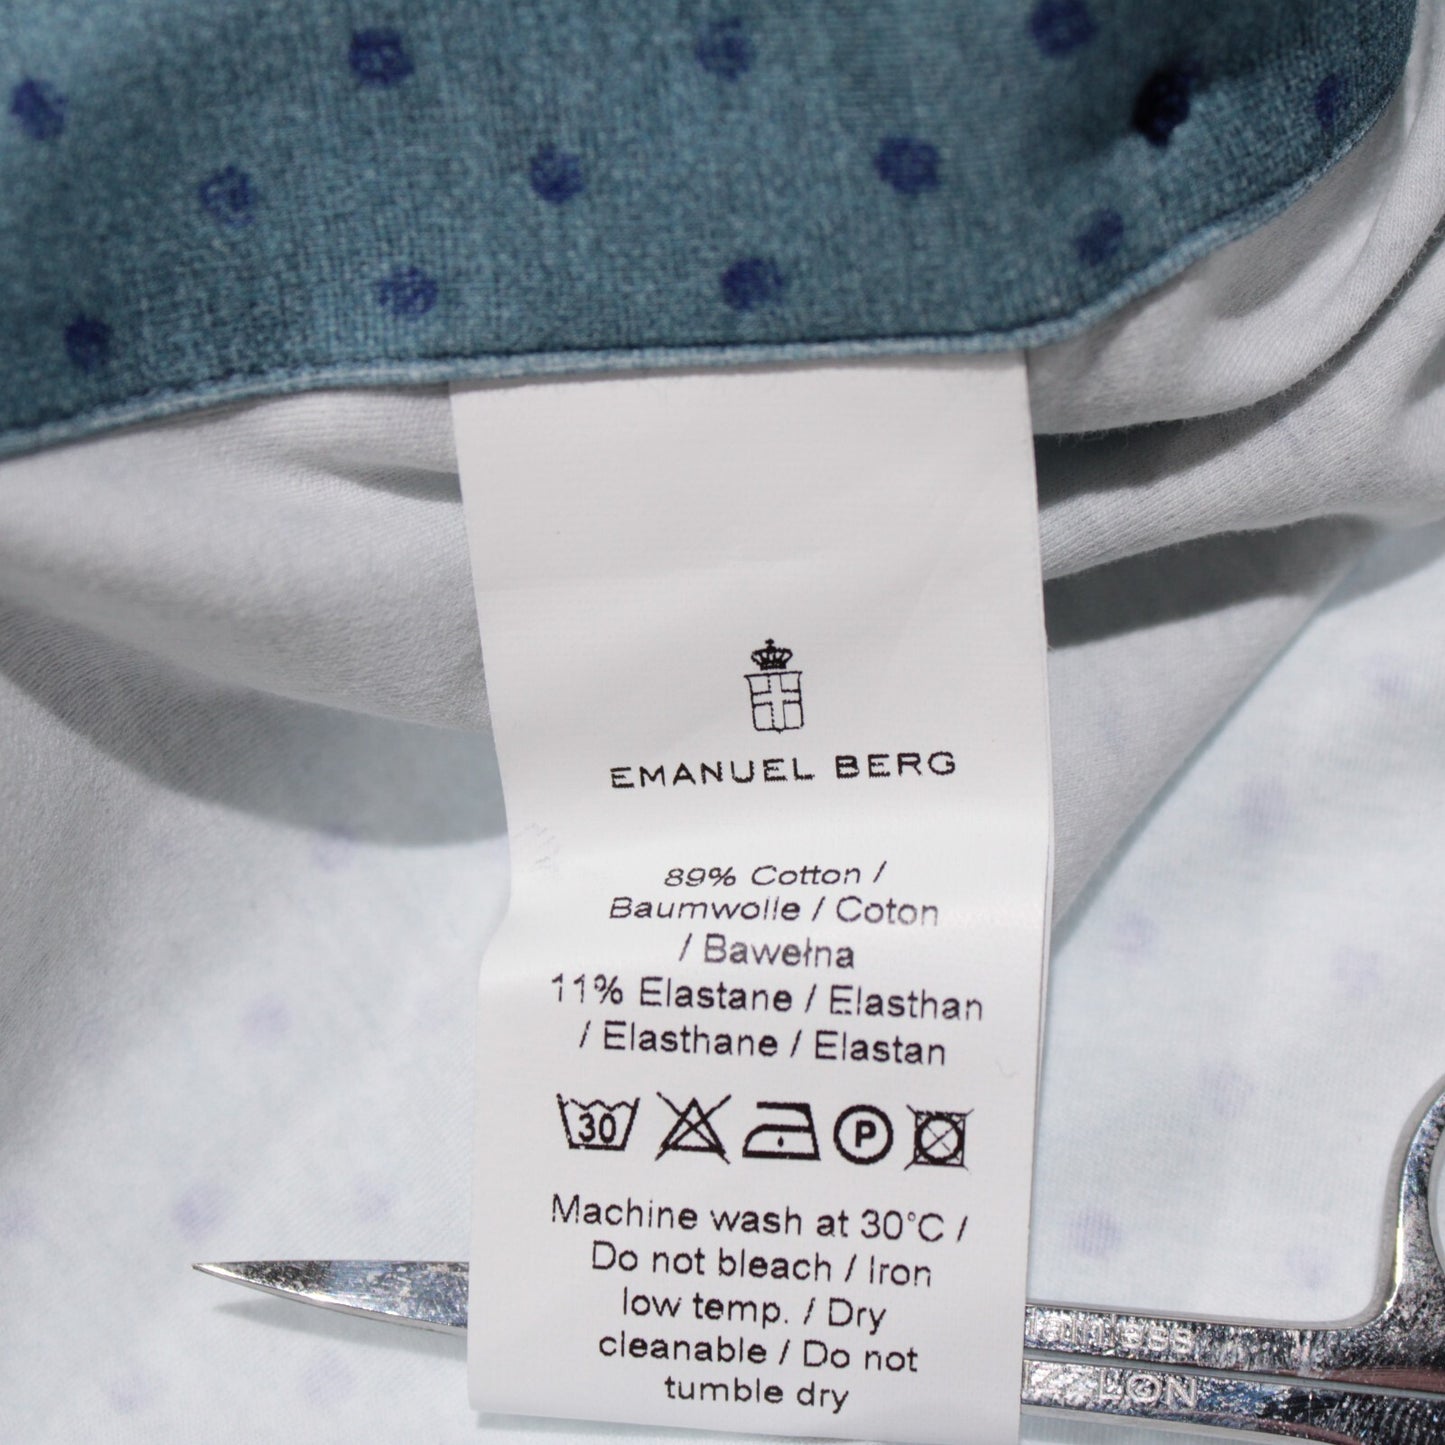 EMANUEL BERG
89% Cotton /
Baumwolle / Coton
/ Bawełna
11% Elastane / Elasthan
/ Elasthane / Elastan
30 P
Machine wash at 30°C /
Do not bleach / Iron
low temp. / Dry
cleanable / Do not
tumble dry